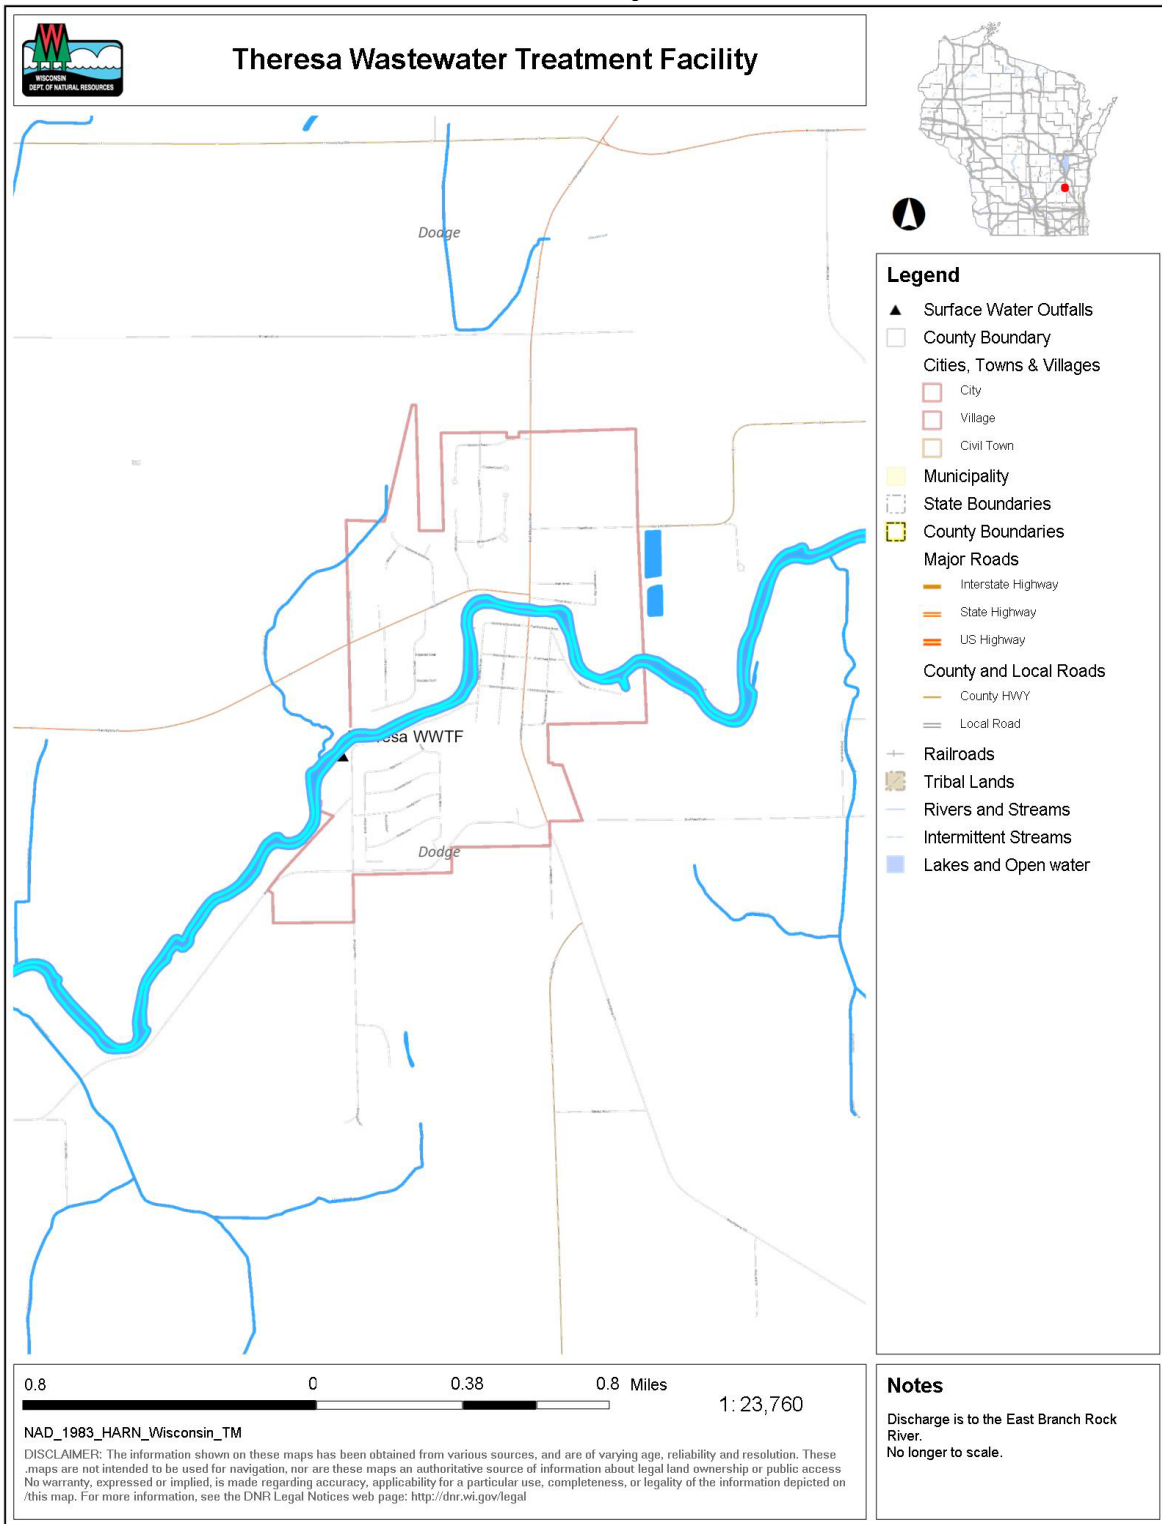 Theresa Wastewater Treatment Facility
WISCONSIN
DEPT. OF NATURAL RESOURCES
Dodge
esa WWTF
Dodge
Legend
Surface Water Outfalls
County Boundary
Cities, Towns & Villages
City
Village
Civil Town
Municipality
State Boundaries
County Boundaries
Major Roads
Interstate Highway
State Highway
US Highway
County and Local Roads
County HWY
Local Road
Railroads
Tribal Lands
Rivers and Streams
Intermittent Streams
Lakes and Open water
0.8 0 0.38 0.8 Miles
1: 23,760
NAD_1983_HARN_Wisconsin_TM
DISCLAIMER: The information shown on these maps has been obtained from various sources, and are of varying age, reliability and resolution. These
.maps are not intended to be used for navigation, nor are these maps an authoritative source of information about legal land ownership or public access
No warranty, expressed or implied, is made regarding accuracy, applicability for a particular use, completeness, or legality of the information depicted on
/this map. For more information, see the DNR Legal Notices web page: http://dnr.wi.gov/legal
Notes
Discharge is to the East Branch Rock
River.
No longer to scale.